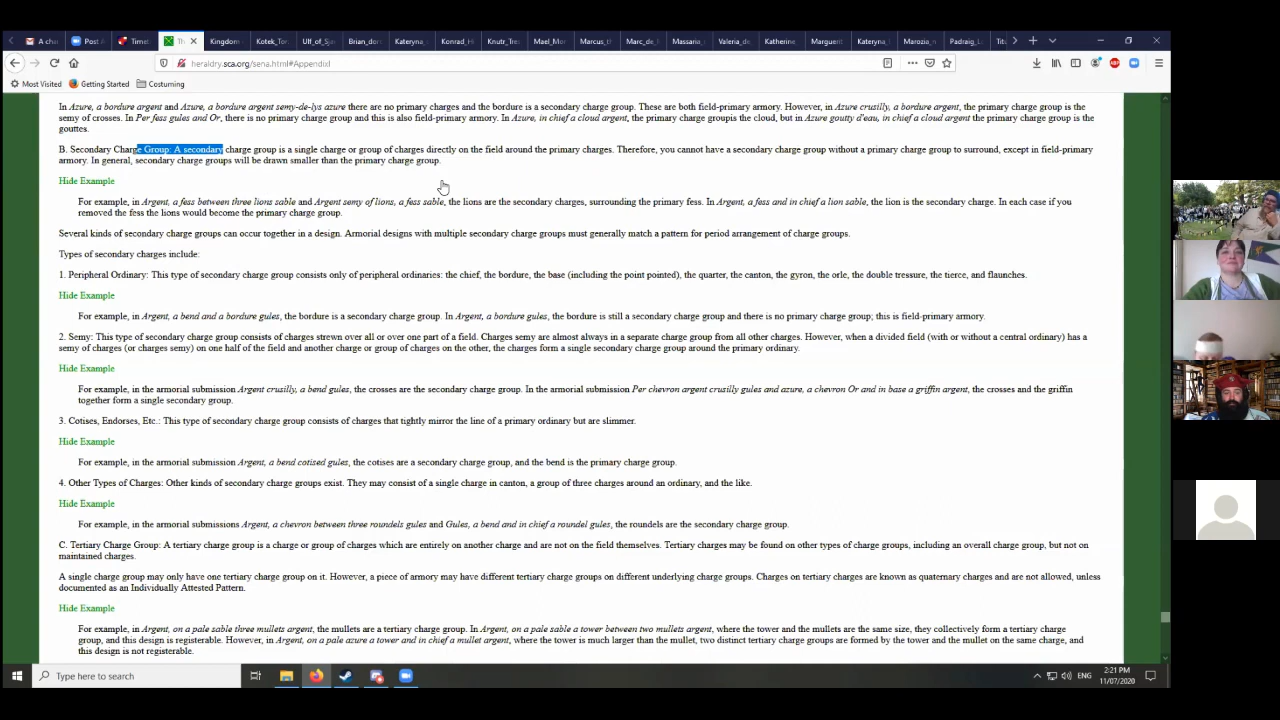 A cha
Post A
Timel
Th
Kingdom
Kotek_Tor
Ulf_of_Sja
Brian_dor
Kateryna_
Konrad_H
Knutr_Tre
Mael_Mor
Marcus_th
Marc_de_
Massaria_
Valeria_de
Katherine
Marguerit
Kateryna_
Marozia_n
Padraig_L
Titu
heraldry.sca.org/sena.html#AppendixI
Most Visited
Getting Started
Costuming
In Azure, a bordure argent and Azure, a bordure argent semy-de-lys azure there are no primary charges and the bordure is a secondary charge group. These are both field-primary armory. However, in Azure crusilly, a bordure argent, the primary charge group is the
semy of crosses. In Per fess gules and Or, there is no primary charge group and this is also field-primary armory. In Azure, in chief a cloud argent, the primary charge groupis the cloud, but in Azure goutty d'eau, in chief a cloud argent the primary charge group is the
gouttes.
B. Secondary Charge Group: A secondary charge group is a single charge or group of charges directly on the field around the primary charges. Therefore, you cannot have a secondary charge group without a primary charge group to surround, except in field-primary
armory. In general, secondary charge groups will be drawn smaller than the primary charge group.
Hide Example
For example, in Argent, a fess between three lions sable and Argent semy of lions, a fess sable, the lions are the secondary charges, surrounding the primary fess. In Argent, a fess and in chief a lion sable, the lion is the secondary charge. In each case if you
removed the fess the lions would become the primary charge group.
Several kinds of secondary charge groups can occur together in a design. Armorial designs with multiple secondary charge groups must generally match a pattern for period arrangement of charge groups.
Types of secondary charges include:
1. Peripheral Ordinary: This type of secondary charge group consists only of peripheral ordinaries: the chief, the bordure, the base (including the point pointed), the quarter, the canton, the gyron, the orle, the double tressure, the tierce, and flaunches.
Hide Example
For example, in Argent, a bend and a bordure gules, the bordure is a secondary charge group. In Argent, a bordure gules, the bordure is still a secondary charge group and there is no primary charge group; this is field-primary armory.
2. Semy: This type of secondary charge group consists of charges strewn over all or over one part of a field. Charges semy are almost always in a separate charge group from all other charges. However, when a divided field (with or without a central ordinary) has a
semy of charges (or charges semy) on one half of the field and another charge or group of charges on the other, the charges form a single secondary charge group around the primary ordinary.
Hide Example
For example, in the armorial submission Argent crusilly, a bend gules, the crosses are the secondary charge group. In the armorial submission Per chevron argent crusilly gules and azure, a chevron Or and in base a griffin argent, the crosses and the griffin
together form a single secondary group.
3. Cotises, Endorses, Etc.: This type of secondary charge group consists of charges that tightly mirror the line of a primary ordinary but are slimmer.
Hide Example
For example, in the armorial submission Argent, a bend cotised gules, the cotises are a secondary charge group, and the bend is the primary charge group.
4. Other Types of Charges: Other kinds of secondary charge groups exist. They may consist of a single charge in canton, a group of three charges around an ordinary, and the like.
Hide Example
For example, in the armorial submissions Argent, a chevron between three roundels gules and Gules, a bend and in chief a roundel gules, the roundels are the secondary charge group.
C. Tertiary Charge Group: A tertiary charge group is a charge or group of charges which are entirely on another charge and are not on the field themselves. Tertiary charges may be found on other types of charge groups, including an overall charge group, but not on
maintained charges.
A single charge group may only have one tertiary charge group on it. However, a piece of armory may have different tertiary charge groups on different underlying charge groups. Charges on tertiary charges are known as quaternary charges and are not allowed, unless
documented as an Individually Attested Pattern.
Hide Example
For example, in Argent, on a pale sable three mullets argent, the mullets are a tertiary charge group. In Argent, on a pale sable a tower between two mullets argent, where the tower and the mullets are the same size, they collectively form a tertiary charge
group, and this design is registerable. However, in Argent, on a pale azure a tower and in chief a mullet argent, where the tower is much larger than the mullet, two distinct tertiary charge groups are formed by the tower and the mullet on the same charge, and
this design is not registerable.
Type here to search
ENG
2:21 PM
11/07/2020